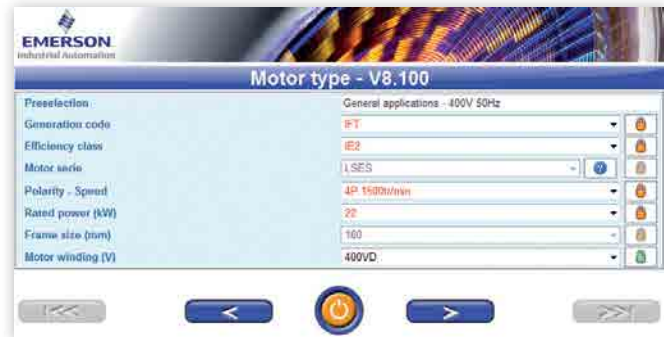 EMERSON
Industrial Automation
Motor type - V8.100
Preselection General applications - 400V 50Hz
Generation code IFT
Efficiency class IE2
Motor serie LSES
?
Polarity - Speed 4P 1500tr/min
Rated power (kW) 22
Frame size (mm) 180
Motor winding (V) 400VD
|<< < > >>|